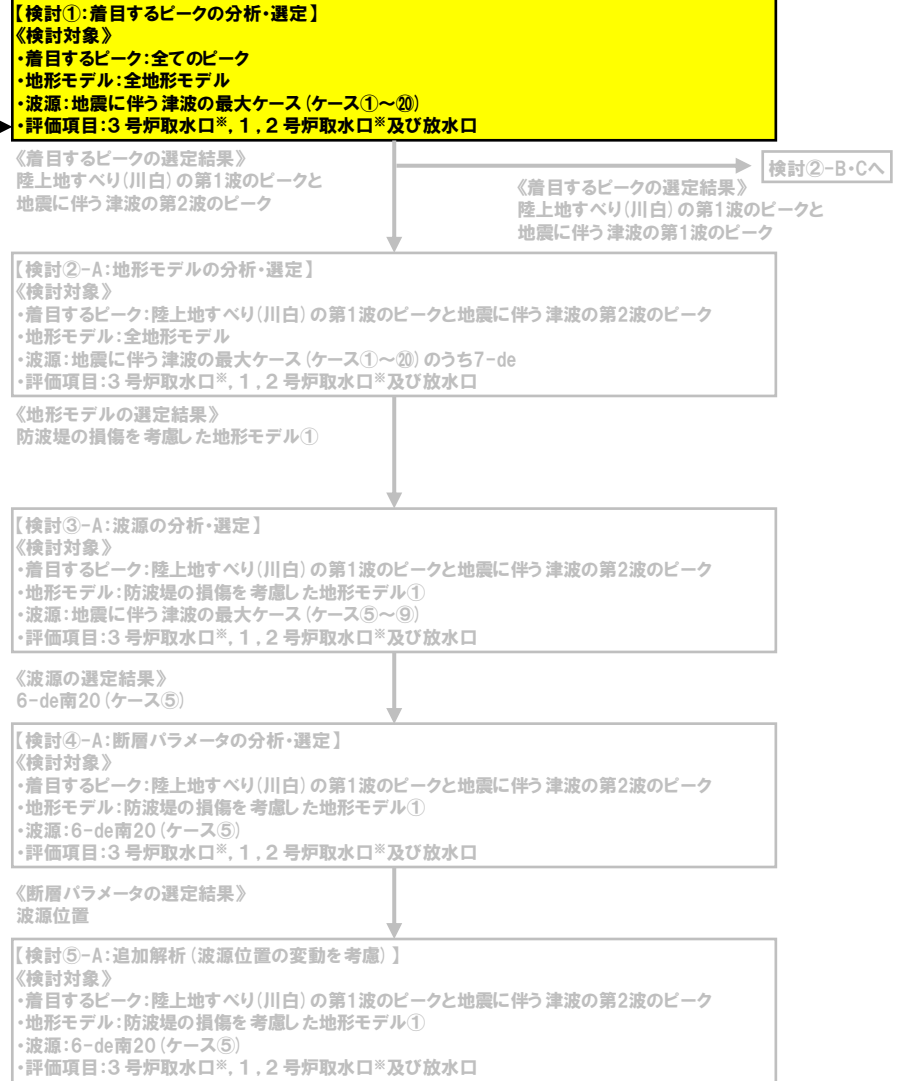 【検討①:着目するピークの分析・選定】
《検討対象》
・着目するピーク:全てのピーク
・地形モデル:全地形モデル
・波源:地震に伴う津波の最大ケース(ケース①～⑳)
・評価項目:3号炉取水口※,1,2号炉取水口※及び放水口
《着目するピークの選定結果》
陸上地すべり(川白)の第1波のピークと
地震に伴う津波の第2波のピーク
検討②-B・Cへ
《着目するピークの選定結果》
陸上地すべり(川白)の第1波のピークと
地震に伴う津波の第1波のピーク
【検討②-A:地形モデルの分析・選定】
《検討対象》
・着目するピーク:陸上地すべり(川白)の第1波のピークと地震に伴う津波の第2波のピーク
・地形モデル:全地形モデル
・波源:地震に伴う津波の最大ケース(ケース①～⑳)のうち7-de
・評価項目:3号炉取水口※,1,2号炉取水口※及び放水口
《地形モデルの選定結果》
防波堤の損傷を考慮した地形モデル①
【検討③-A:波源の分析・選定】
《検討対象》
・着目するピーク:陸上地すべり(川白)の第1波のピークと地震に伴う津波の第2波のピーク
・地形モデル:防波堤の損傷を考慮した地形モデル①
・波源:地震に伴う津波の最大ケース(ケース⑤～⑨)
・評価項目:3号炉取水口※,1,2号炉取水口※及び放水口
《波源の選定結果》
6-de南20(ケース⑤)
【検討④-A:断層パラメータの分析・選定】
《検討対象》
・着目するピーク:陸上地すべり(川白)の第1波のピークと地震に伴う津波の第2波のピーク
・地形モデル:防波堤の損傷を考慮した地形モデル①
・波源:6-de南20(ケース⑤)
・評価項目:3号炉取水口※,1,2号炉取水口※及び放水口
《断層パラメータの選定結果》
波源位置
【検討⑤-A:追加解析(波源位置の変動を考慮)】
《検討対象》
・着目するピーク:陸上地すべり(川白)の第1波のピークと地震に伴う津波の第2波のピーク
・地形モデル:防波堤の損傷を考慮した地形モデル①
・波源:6-de南20(ケース⑤)
・評価項目:3号炉取水口※,1,2号炉取水口※及び放水口